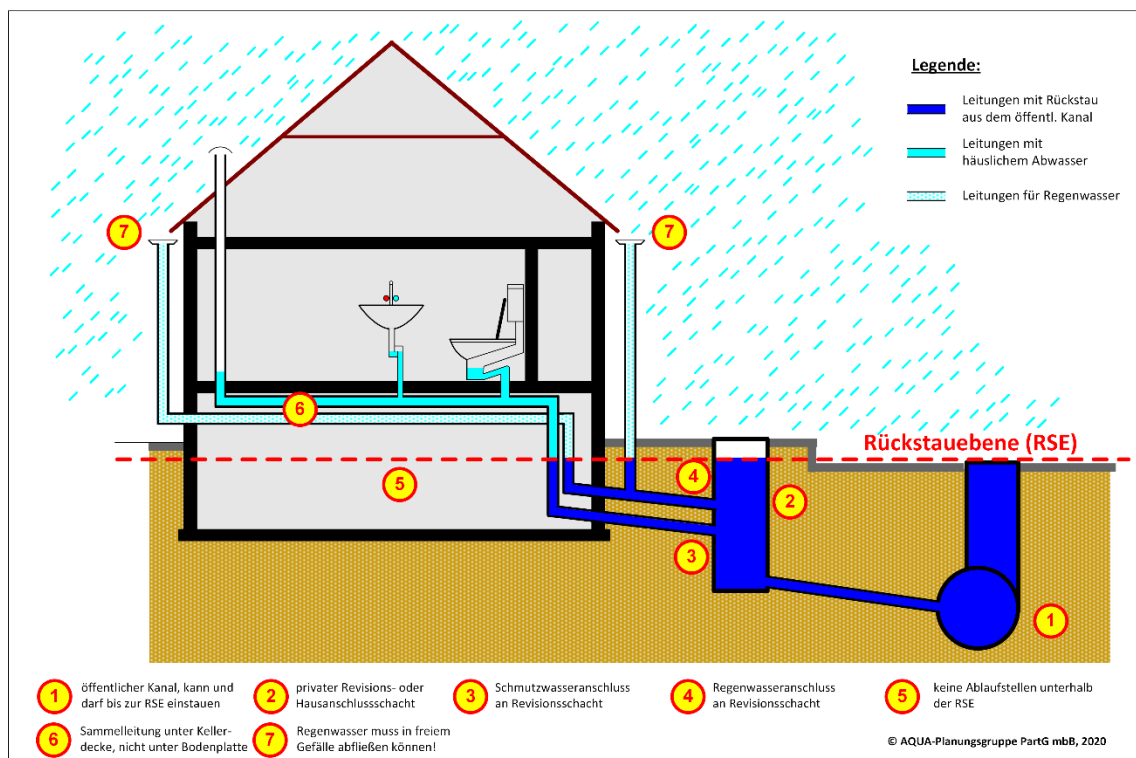 Legende:
Leitungen mit Rückstau
aus dem öffentl. Kanal
Leitungen mit
häuslichem Abwasser
Leitungen für Regenwasser
7
7
6
Rückstauebene (RSE)
5
4
2
3
1
1
öffentlicher Kanal, kann und
darf bis zur RSE einstauen
2
privater Revisions- oder
Hausanschlussschacht
3
Schmutzwasseranschluss
an Revisionsschacht
4
Regenwasseranschluss
an Revisionsschacht
5
keine Ablaufstellen unterhalb
der RSE
6
Sammelleitung unter Keller-
decke, nicht unter Bodenplatte
7
Regenwasser muss in freiem
Gefälle abfließen können!
© AQUA-Planungsgruppe PartG mbB, 2020